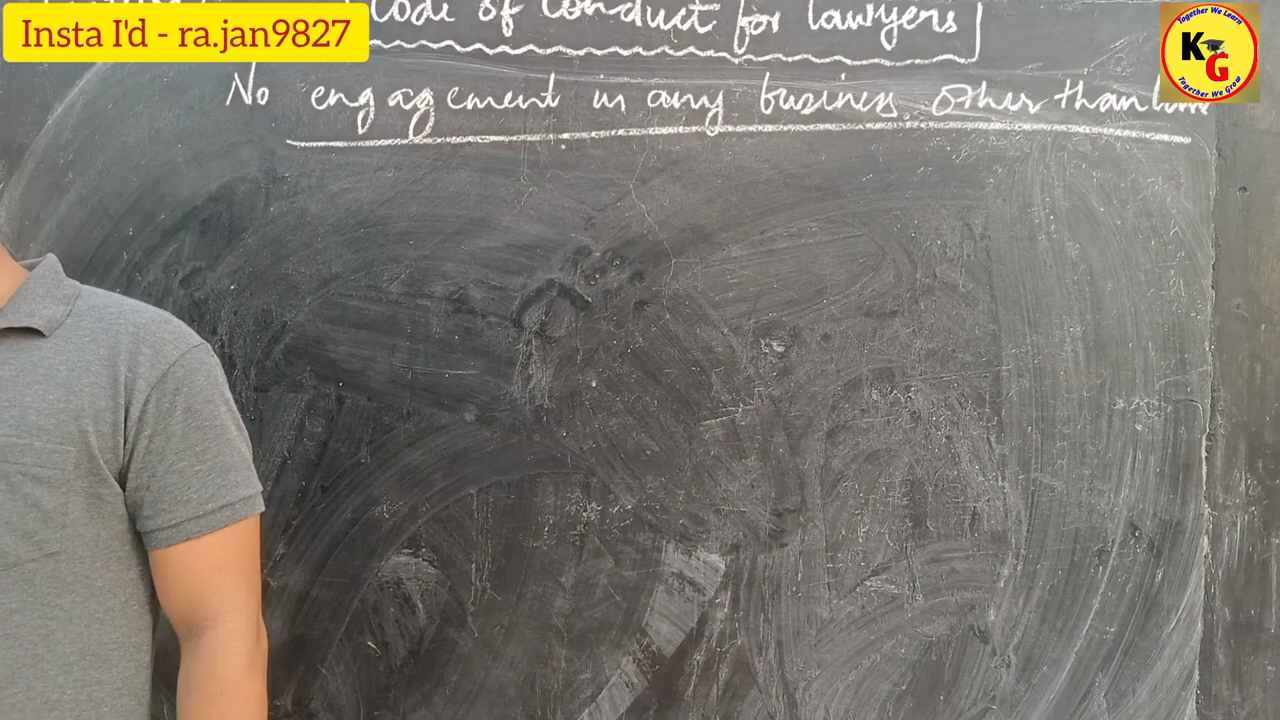 Insta I'd - ra.jan9827
Code of Conduct for lawyers
Together We Learn
KG
Together We Grow
No engagement in any business other than law